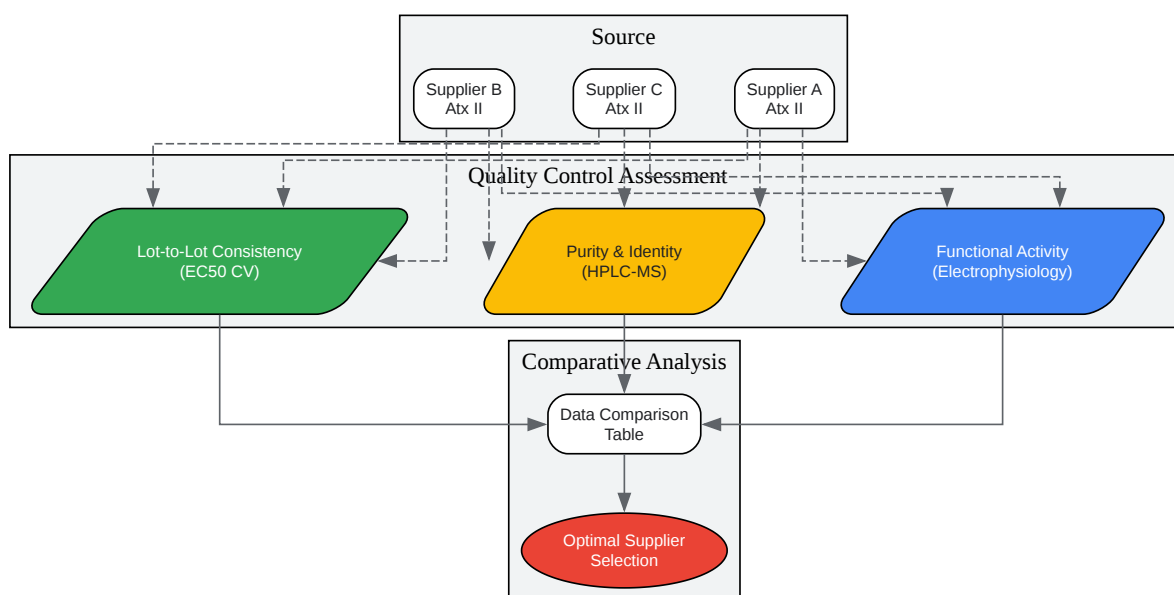 Source
Supplier B
Atx II
Supplier C
Atx II
Supplier A
Atx II
Quality Control Assessment
Lot-to-Lot Consistency
(EC50 CV)
Purity & Identity
(HPLC-MS)
Functional Activity
(Electrophysiology)
Comparative Analysis
Data Comparison
Table
Optimal Supplier
Selection